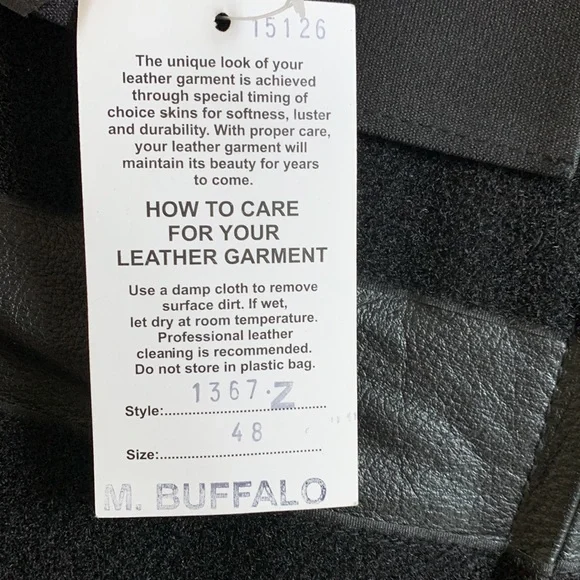 15126
The unique look of your
leather garment is achieved
through special timing of
choice skins for softness, luster
and durability. With proper care,
your leather garment will
maintain its beauty for years
to come.
HOW TO CARE
FOR YOUR
LEATHER GARMENT
Use a damp cloth to remove
surface dirt. If wet,
let dry at room temperature.
Professional leather
cleaning is recommended.
Do not store in plastic bag.
Style: 1367·Z
Size: 48
M. BUFFALO